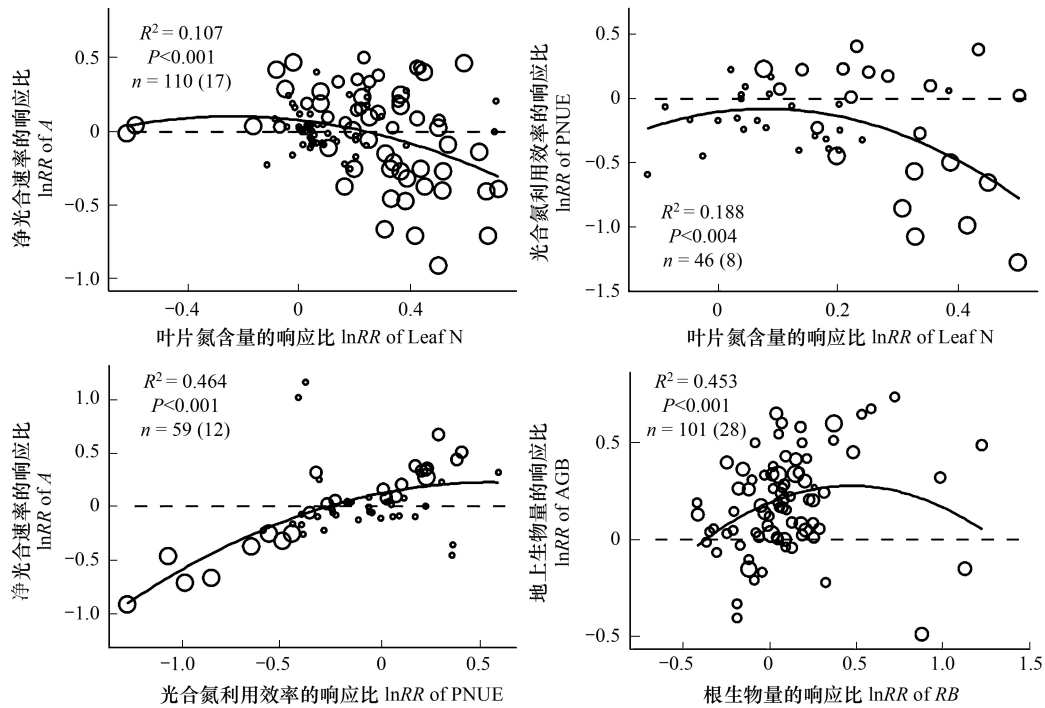 净光合速率的响应比
lnRR of A
0.5
0
−0.5
−1.0
R² = 0.107
P<0.001
n = 110 (17)
−0.4
0
0.4
叶片氮含量的响应比 lnRR of Leaf N
光合氮利用效率的响应比
lnRR of PNUE
0.5
0
−0.5
−1.0
−1.5
R² = 0.188
P<0.004
n = 46 (8)
0
0.2
0.4
叶片氮含量的响应比 lnRR of Leaf N
净光合速率的响应比
lnRR of A
1.0
0.5
0
−0.5
−1.0
R² = 0.464
P<0.001
n = 59 (12)
−1.0
−0.5
0
0.5
光合氮利用效率的响应比 lnRR of PNUE
地上生物量的响应比
lnRR of AGB
0.5
0
−0.5
R² = 0.453
P<0.001
n = 101 (28)
−0.5
0
0.5
1.0
1.5
根生物量的响应比 lnRR of RB